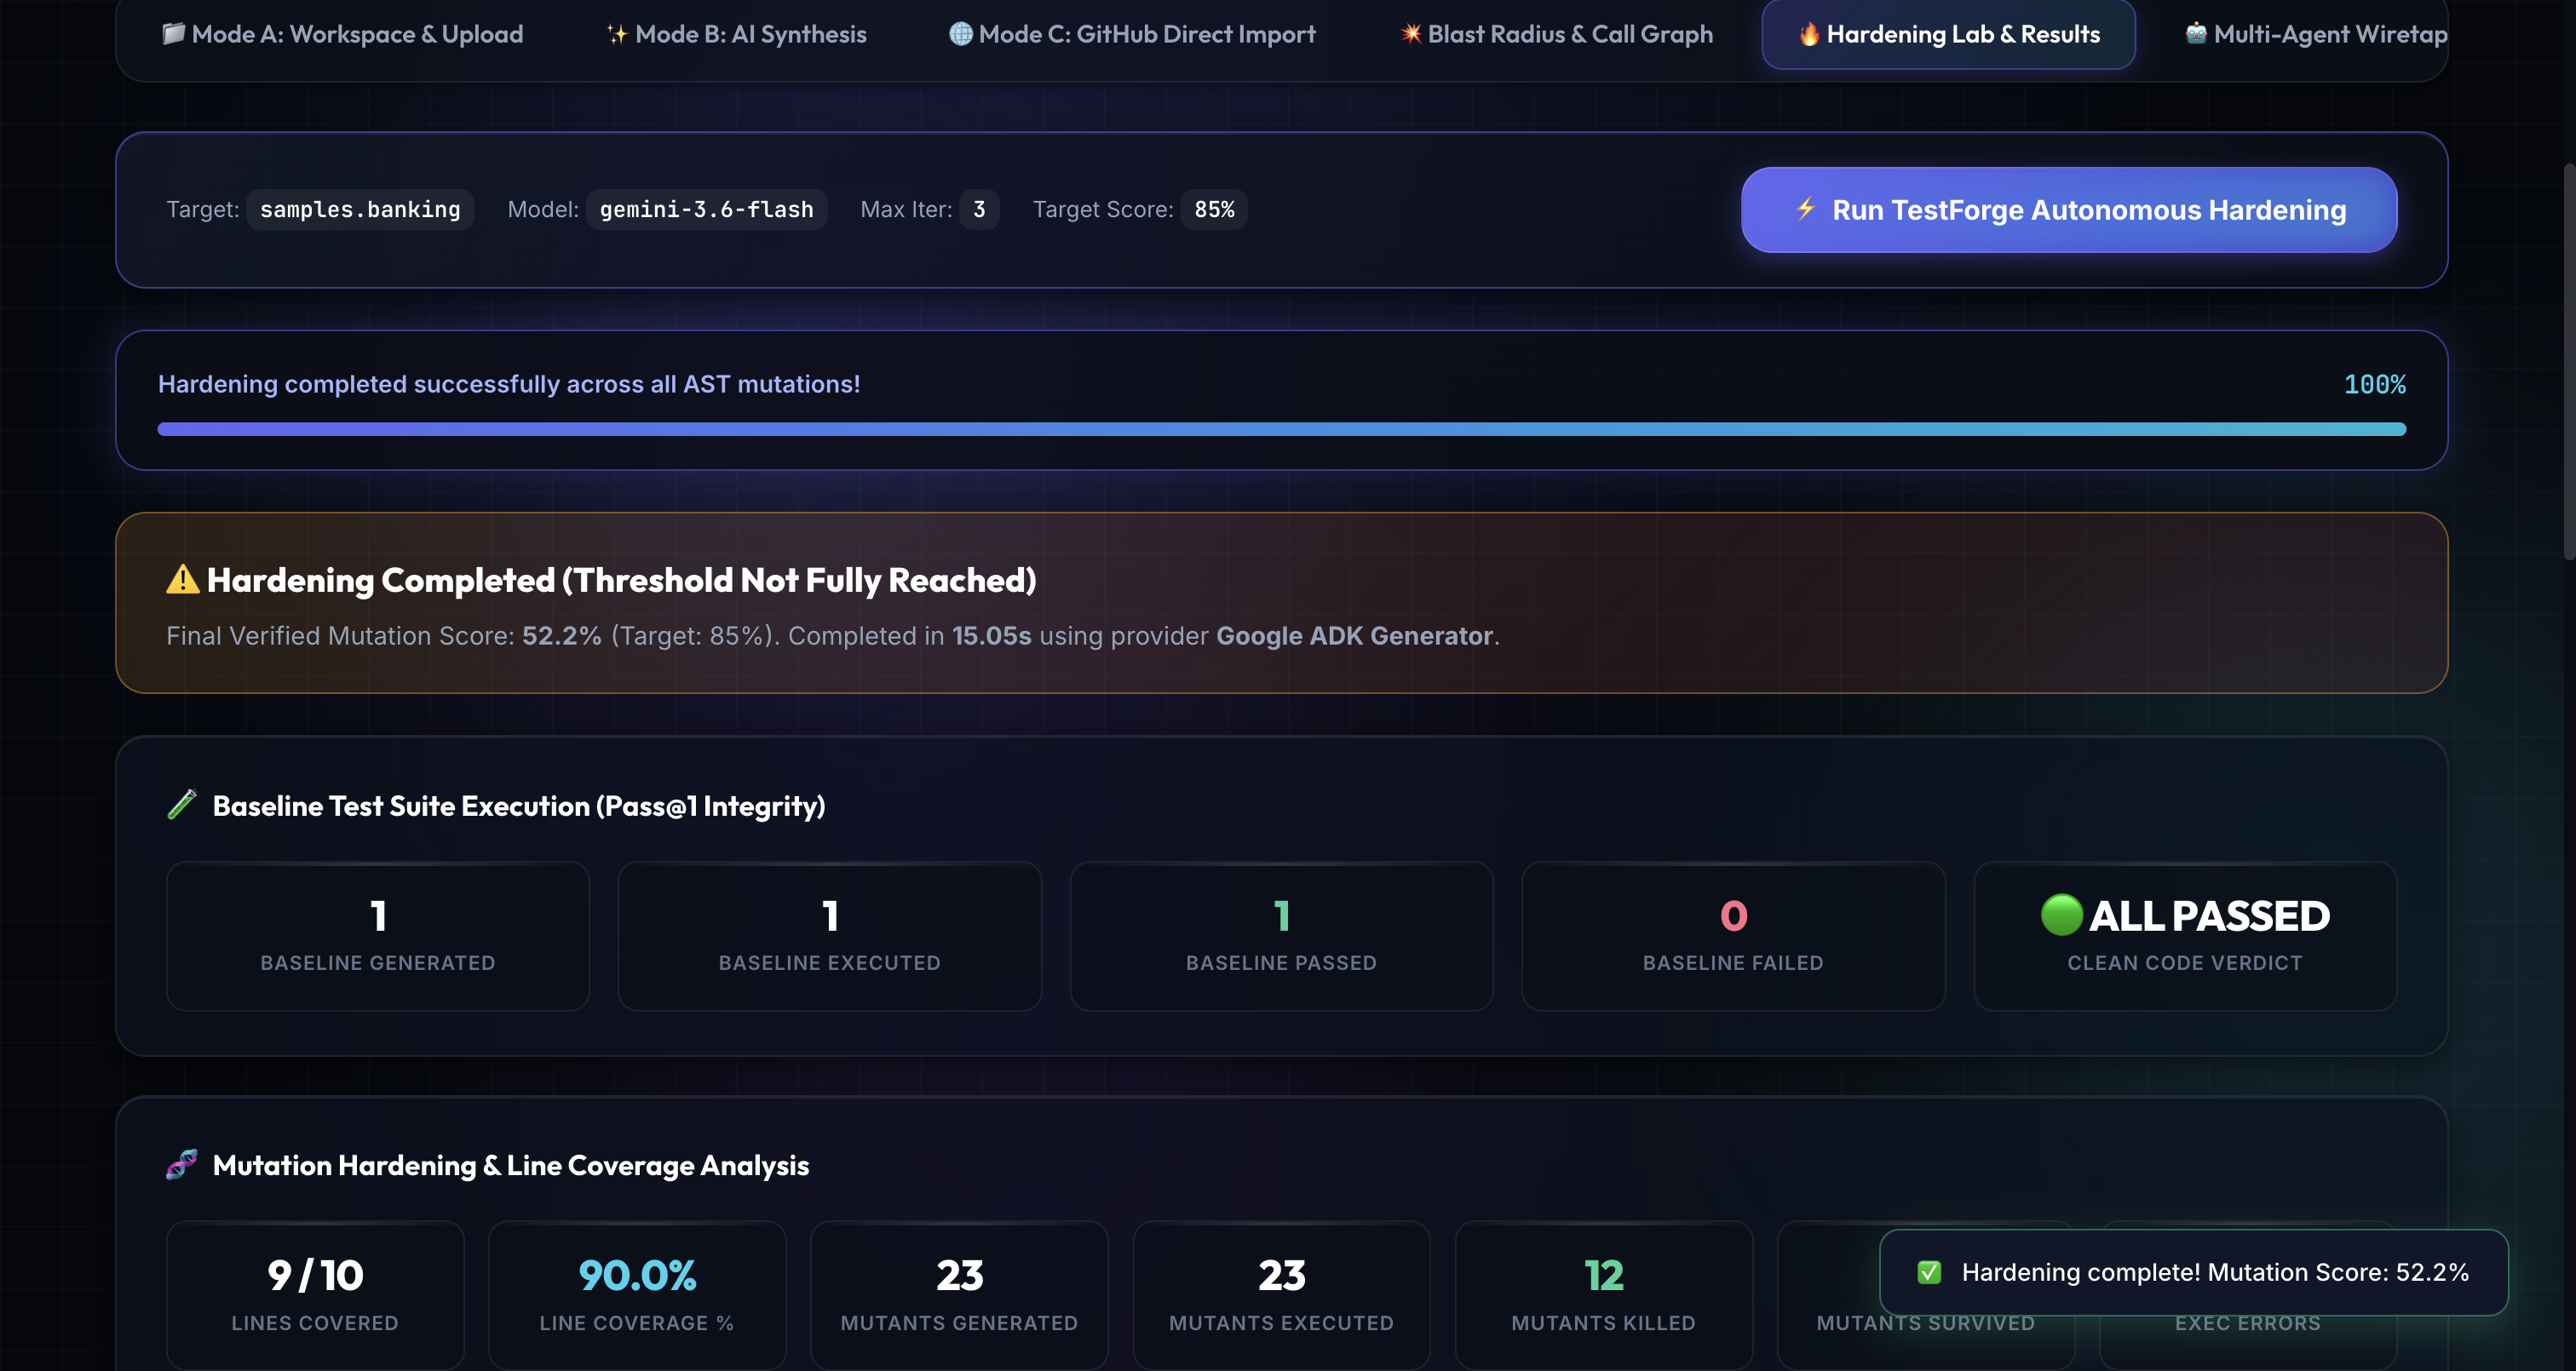 📁 Mode A: Workspace & Upload
✨ Mode B: AI Synthesis
🌐 Mode C: GitHub Direct Import
💥 Blast Radius & Call Graph
🔥 Hardening Lab & Results
🤖 Multi-Agent Wiretap
Target: samples.banking Model: gemini-3.6-flash Max Iter: 3 Target Score: 85%
⚡ Run TestForge Autonomous Hardening
Hardening completed successfully across all AST mutations!
100%
⚠️ Hardening Completed (Threshold Not Fully Reached)
Final Verified Mutation Score: 52.2% (Target: 85%). Completed in 15.05s using provider Google ADK Generator.
🧪 Baseline Test Suite Execution (Pass@1 Integrity)
1
BASELINE GENERATED
1
BASELINE EXECUTED
1
BASELINE PASSED
0
BASELINE FAILED
🟢 ALL PASSED
CLEAN CODE VERDICT
🧬 Mutation Hardening & Line Coverage Analysis
9 / 10
LINES COVERED
90.0%
LINE COVERAGE %
23
MUTANTS GENERATED
23
MUTANTS EXECUTED
12
MUTANTS KILLED
MUTANTS SURVIVED
EXEC ERRORS
✅ Hardening complete! Mutation Score: 52.2%